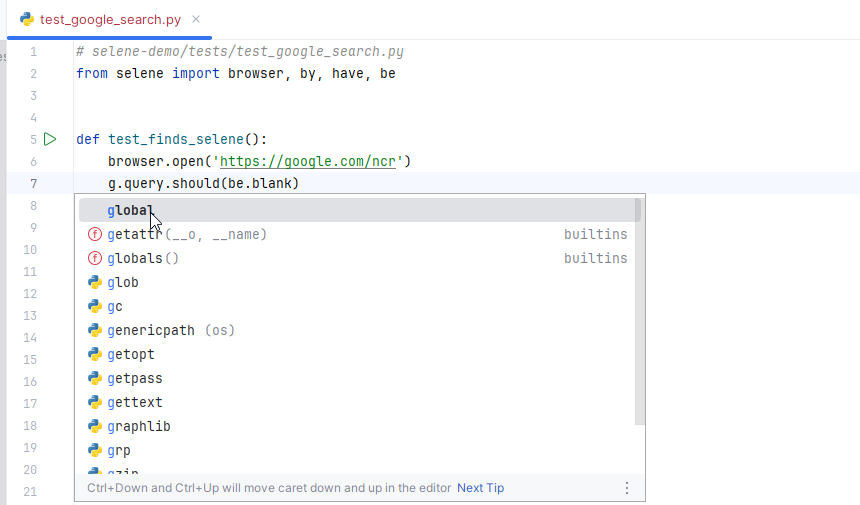 test_google_search.py
1 # selene-demo/tests/test_google_search.py
2 from selene import browser, by, have, be
3
4
5 def test_finds_selene():
6 browser.open('https://google.com/ncr')
7 g.query.should(be.blank)
8 global
9 getattr(__o, __name) builtins
10 globals() builtins
11 glob
12 gc
13 genericpath (os)
14 getopt
15 getpass
16 gettext
17 graphlib
18
19 grp
20 gzip
21 Ctrl+Down and Ctrl+Up will move caret down and up in the editor Next Tip